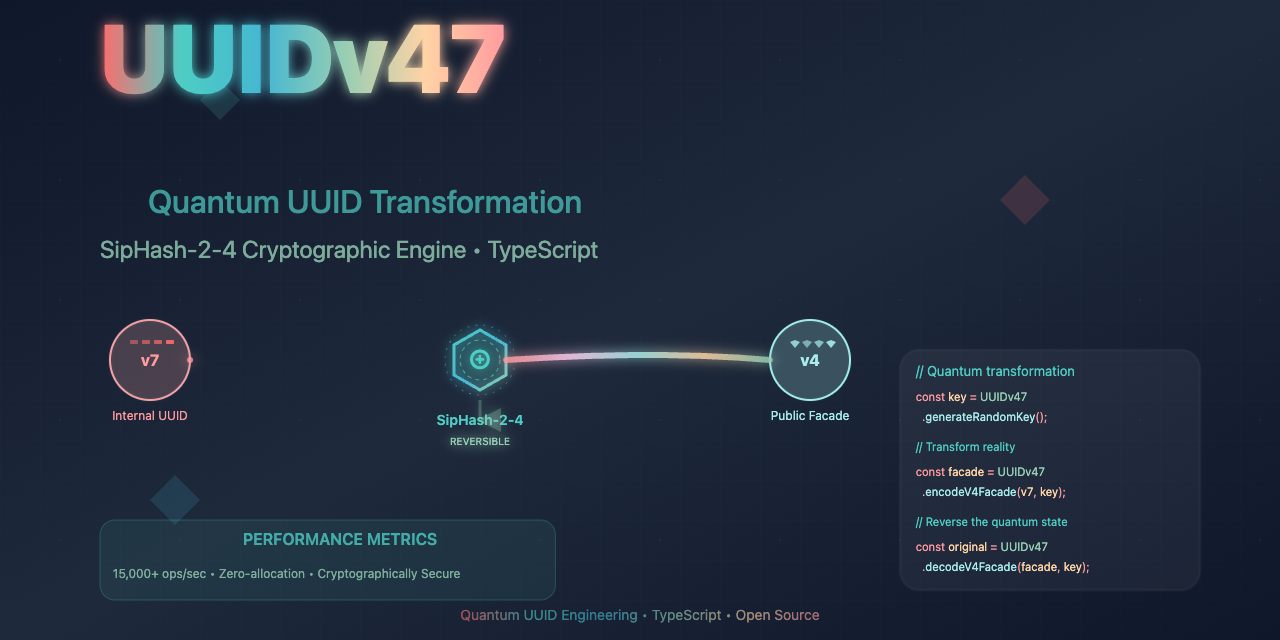 UUIDv47
Quantum UUID Transformation
SipHash-2-4 Cryptographic Engine • TypeScript
v7
Internal UUID
SipHash-2-4
REVERSIBLE
v4
Public Facade
// Quantum transformation
const key = UUIDv47
.generateRandomKey();
// Transform reality
const facade = UUIDv47
.encodeV4Facade(v7, key);
// Reverse the quantum state
const original = UUIDv47
.decodeV4Facade(facade, key);
PERFORMANCE METRICS
15,000+ ops/sec • Zero-allocation • Cryptographically Secure
Quantum UUID Engineering • TypeScript • Open Source